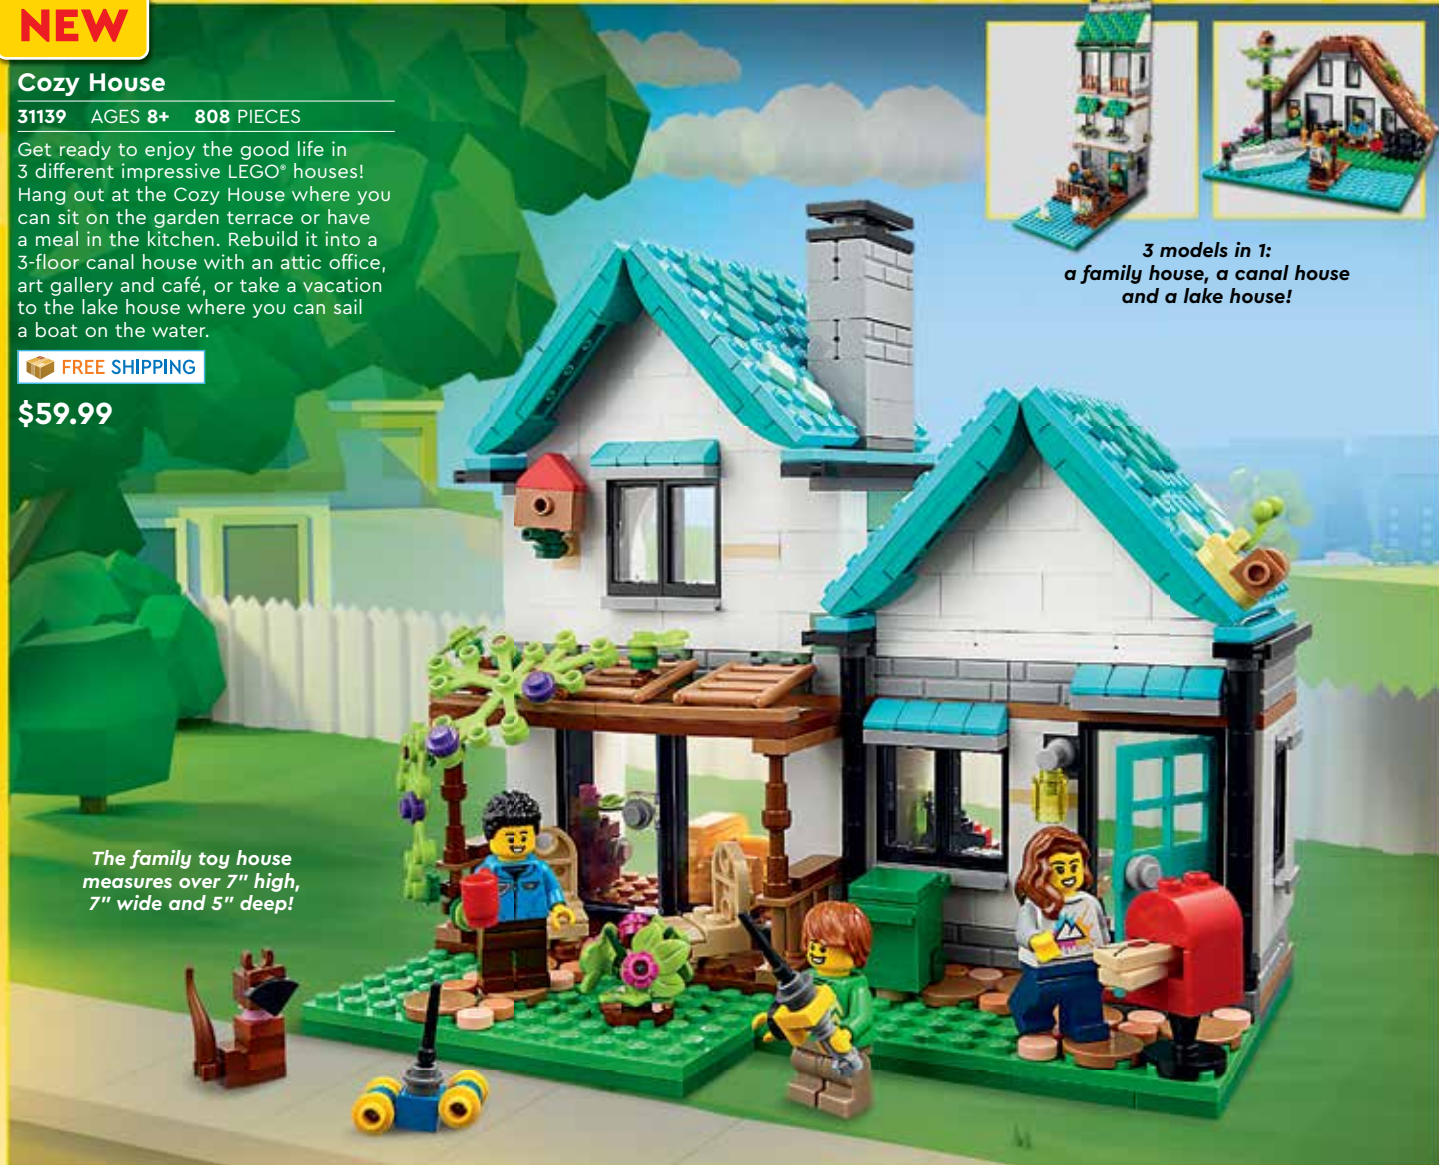 NEW
Cozy House
31139 AGES 8+ 808 PIECES
Get ready to enjoy the good life in
3 different impressive LEGO® houses!
Hang out at the Cozy House where you
can sit on the garden terrace or have
a meal in the kitchen. Rebuild it into a
3-floor canal house with an attic office,
art gallery and café, or take a vacation
to the lake house where you can sail
a boat on the water.
FREE SHIPPING
$59.99
3 models in 1:
a family house, a canal house
and a lake house!
The family toy house
measures over 7" high,
7" wide and 5" deep!